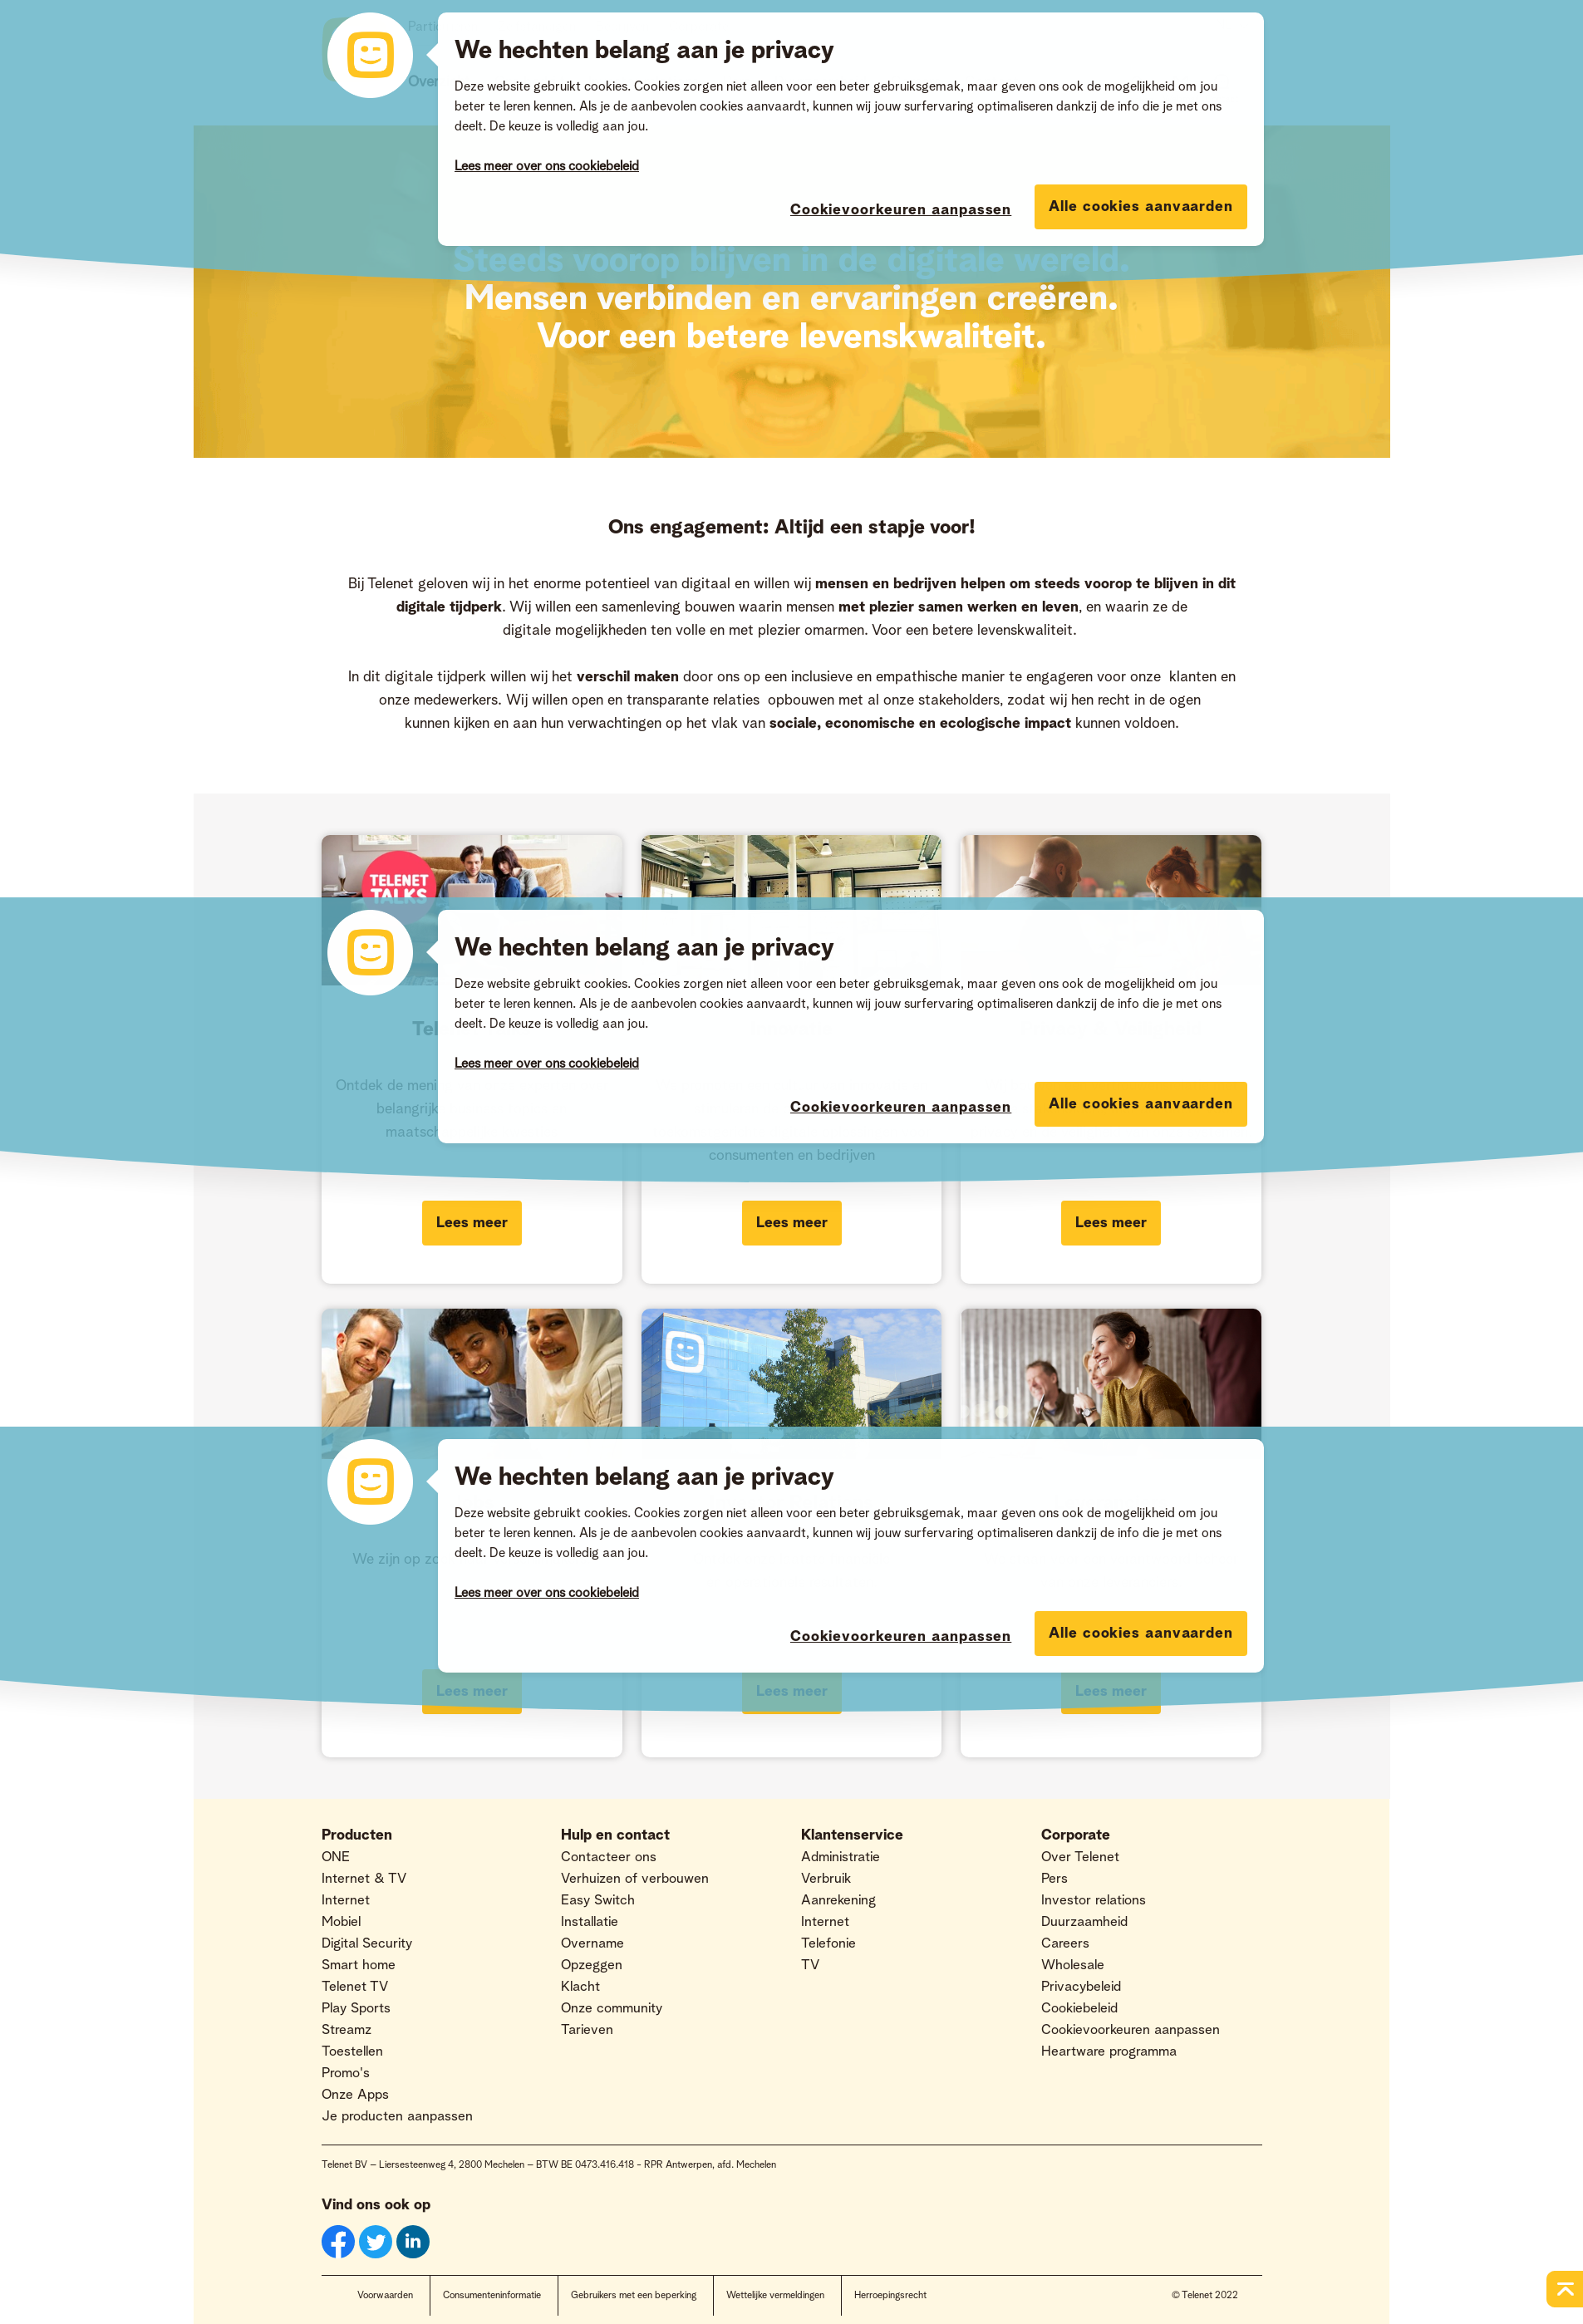 We hechten belang aan je privacy
Deze website gebruikt cookies. Cookies zorgen niet alleen voor een beter gebruiksgemak, maar geven ons ook de mogelijkheid om jou
beter te leren kennen. Als je de aanbevolen cookies aanvaardt, kunnen wij jouw surfervaring optimaliseren dankzij de info die je met ons
deelt. De keuze is volledig aan jou.
Lees meer over ons cookiebeleid
Cookievoorkeuren aanpassen
Alle cookies aanvaarden
Steeds voorop blijven in de digitale wereld.
Mensen verbinden en ervaringen creëren.
Voor een betere levenskwaliteit.
Ons engagement: Altijd een stapje voor!
Bij Telenet geloven wij in het enorme potentieel van digitaal en willen wij mensen en bedrijven helpen om steeds voorop te blijven in dit
digitale tijdperk. Wij willen een samenleving bouwen waarin mensen met plezier samen werken en leven, en waarin ze de
digitale mogelijkheden ten volle en met plezier omarmen. Voor een betere levenskwaliteit.
In dit digitale tijdperk willen wij het verschil maken door ons op een inclusieve en empathische manier te engageren voor onze klanten en
onze medewerkers. Wij willen open en transparante relaties opbouwen met al onze stakeholders, zodat wij hen recht in de ogen
kunnen kijken en aan hun verwachtingen op het vlak van sociale, economische en ecologische impact kunnen voldoen.
TELENET
TALKS
We hechten belang aan je privacy
Deze website gebruikt cookies. Cookies zorgen niet alleen voor een beter gebruiksgemak, maar geven ons ook de mogelijkheid om jou
beter te leren kennen. Als je de aanbevolen cookies aanvaardt, kunnen wij jouw surfervaring optimaliseren dankzij de info die je met ons
deelt. De keuze is volledig aan jou.
Lees meer over ons cookiebeleid
Cookievoorkeuren aanpassen
Alle cookies aanvaarden
Ontdek de
consumenten en bedrijven
Lees meer
Lees meer
Lees meer
We hechten belang aan je privacy
Deze website gebruikt cookies. Cookies zorgen niet alleen voor een beter gebruiksgemak, maar geven ons ook de mogelijkheid om jou
beter te leren kennen. Als je de aanbevolen cookies aanvaardt, kunnen wij jouw surfervaring optimaliseren dankzij de info die je met ons
deelt. De keuze is volledig aan jou.
Lees meer over ons cookiebeleid
Cookievoorkeuren aanpassen
Alle cookies aanvaarden
We zijn op
Lees meer
Lees meer
Lees meer
Producten
ONE
Internet & TV
Internet
Mobiel
Digital Security
Smart home
Telenet TV
Play Sports
Streamz
Toestellen
Promo's
Onze Apps
Je producten aanpassen
Hulp en contact
Contacteer ons
Verhuizen of verbouwen
Easy Switch
Installatie
Overname
Opzeggen
Klacht
Onze community
Tarieven
Klantenservice
Administratie
Verbruik
Aanrekening
Internet
Telefonie
TV
Corporate
Over Telenet
Pers
Investor relations
Duurzaamheid
Careers
Wholesale
Privacybeleid
Cookiebeleid
Cookievoorkeuren aanpassen
Heartware programma
Telenet BV – Liersesteenweg 4, 2800 Mechelen – BTW BE 0473.416.418 - RPR Antwerpen, afd. Mechelen
Vind ons ook op
Voorwaarden
Consumenteninformatie
Gebruikers met een beperking
Wettelijke vermeldingen
Herroepingsrecht
© Telenet 2022